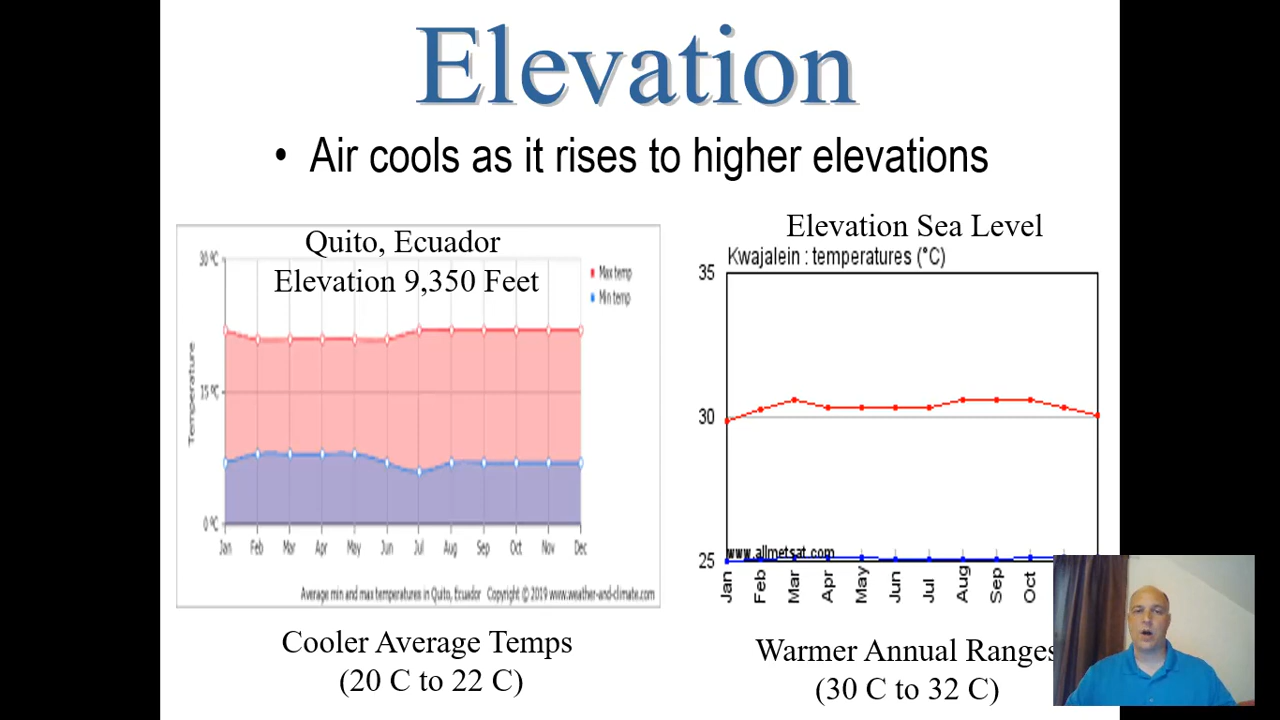 Elevation
• Air cools as it rises to higher elevations
Quito, Ecuador
Elevation 9,350 Feet
30 ºC
15 ºC
0 ºC
Temperature
Max temp
Min temp
Jan Feb Mar Apr May Jun Jul Aug Sep Oct Nov Dec
Average min and max temperatures in Quito, Ecuador Copyright © 2019 www.weather-and-climate.com
Cooler Average Temps
(20 C to 22 C)
Elevation Sea Level
Kwajalein : temperatures (°C)
35
30
25
www.allmetsat.com
Jan Feb Mar Apr May Jun Jul Aug Sep Oct
Warmer Annual Ranges
(30 C to 32 C)